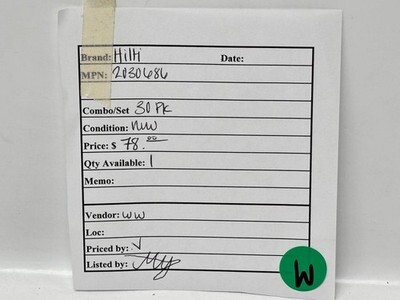 Brand: Hilti Date:
MPN: 2030686
Combo/Set 30 PK
Condition: NEW
Price: $ 78.00
Qty Available: 1
Memo:
Vendor: WW
Loc:
Priced by: ✓
Listed by:
W